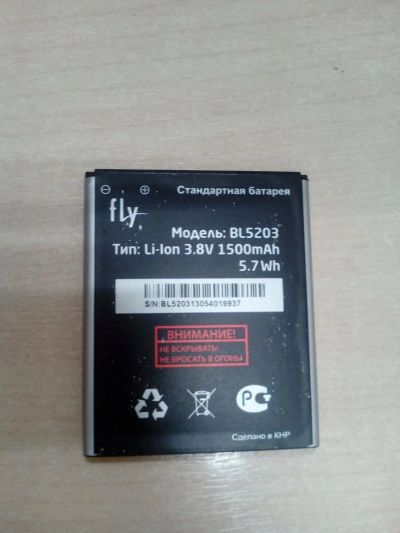 Стандартная батарея
fly
Модель: BL5203
Тип: Li-Ion 3.8V 1500mAh
5.7Wh
S/N:BL520313054019937
ВНИМАНИЕ!
НЕ ВСКРЫВАТЬ!
НЕ БРОСАТЬ В ОГОНЬ!
Сделано в КНР